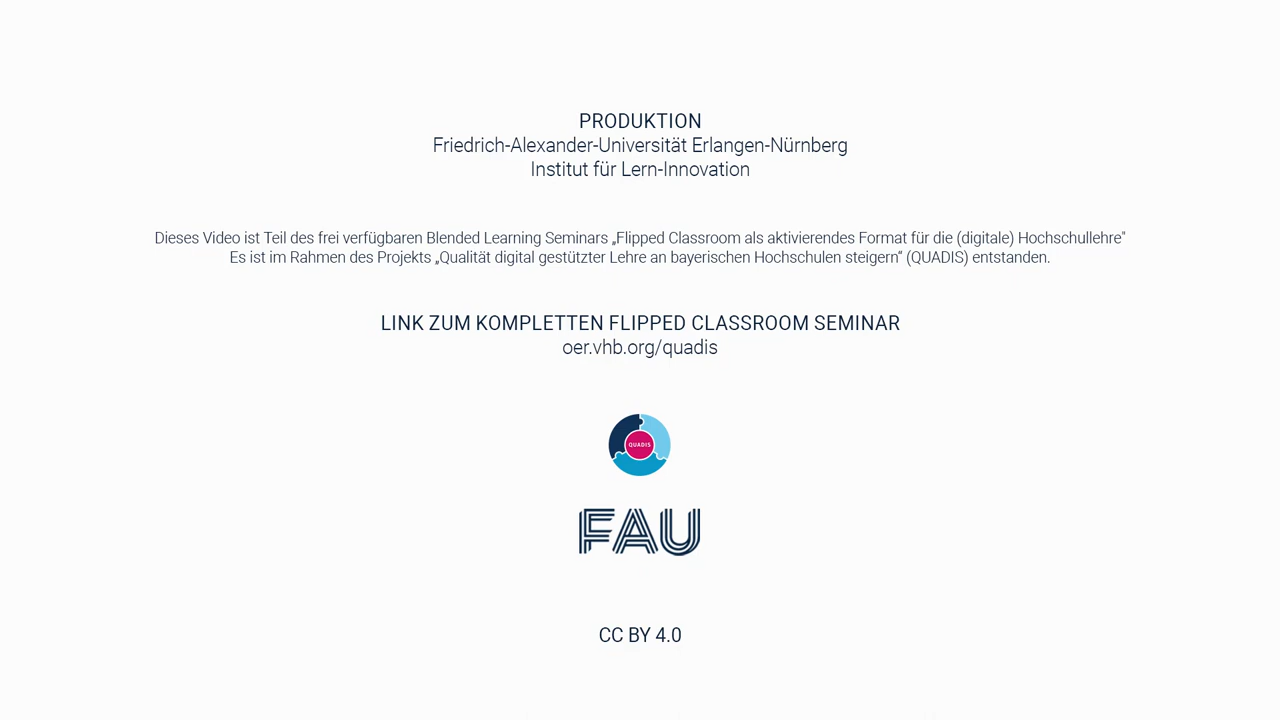 PRODUKTION
Friedrich-Alexander-Universität Erlangen-Nürnberg
Institut für Lern-Innovation
Dieses Video ist Teil des frei verfügbaren Blended Learning Seminars „Flipped Classroom als aktivierendes Format für die (digitale) Hochschullehre"
Es ist im Rahmen des Projekts „Qualität digital gestützter Lehre an bayerischen Hochschulen steigern“ (QUADIS) entstanden.
LINK ZUM KOMPLETTEN FLIPPED CLASSROOM SEMINAR
oer.vhb.org/quadis
QUADIS
FAU
CC BY 4.0